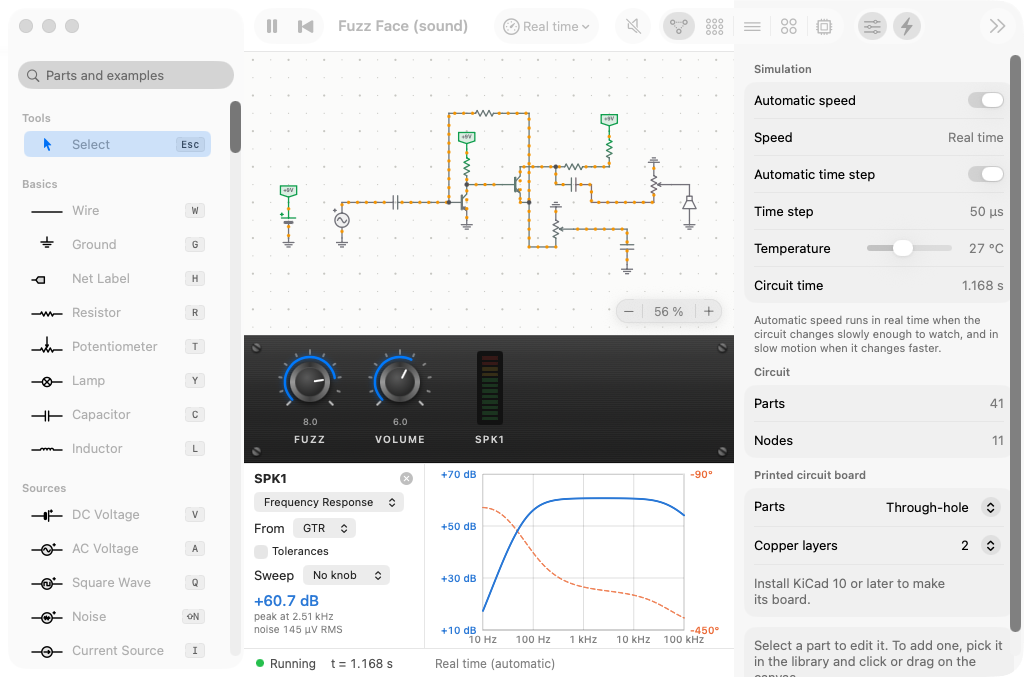 Fuzz Face (sound)
Real time
Parts and examples
Tools
Select Esc
Basics
Wire W
Ground G
Net Label H
Resistor R
Potentiometer T
Lamp Y
Capacitor C
Inductor L
Sources
DC Voltage V
AC Voltage A
Square Wave Q
Noise ◇N
Current Source I
+9V
+9V
+9V
56 %
8.0
FUZZ
6.0
VOLUME
SPK1
SPK1
Frequency Response
From GTR
Tolerances
Sweep No knob
+60.7 dB
peak at 2.51 kHz
noise 145 µV RMS
+70 dB
+50 dB
+30 dB
+10 dB
-90°
-450°
10 Hz 100 Hz 1 kHz 10 kHz 100 kHz
Running t = 1.168 s Real time (automatic)
Simulation
Automatic speed
Speed Real time
Automatic time step
Time step 50 µs
Temperature 27 °C
Circuit time 1.168 s
Automatic speed runs in real time when the
circuit changes slowly enough to watch, and in
slow motion when it changes faster.
Circuit
Parts 41
Nodes 11
Printed circuit board
Parts Through-hole
Copper layers 2
Install KiCad 10 or later to make
its board.
Select a part to edit it. To add one, pick it
in the library and click or drag on the
canvas.